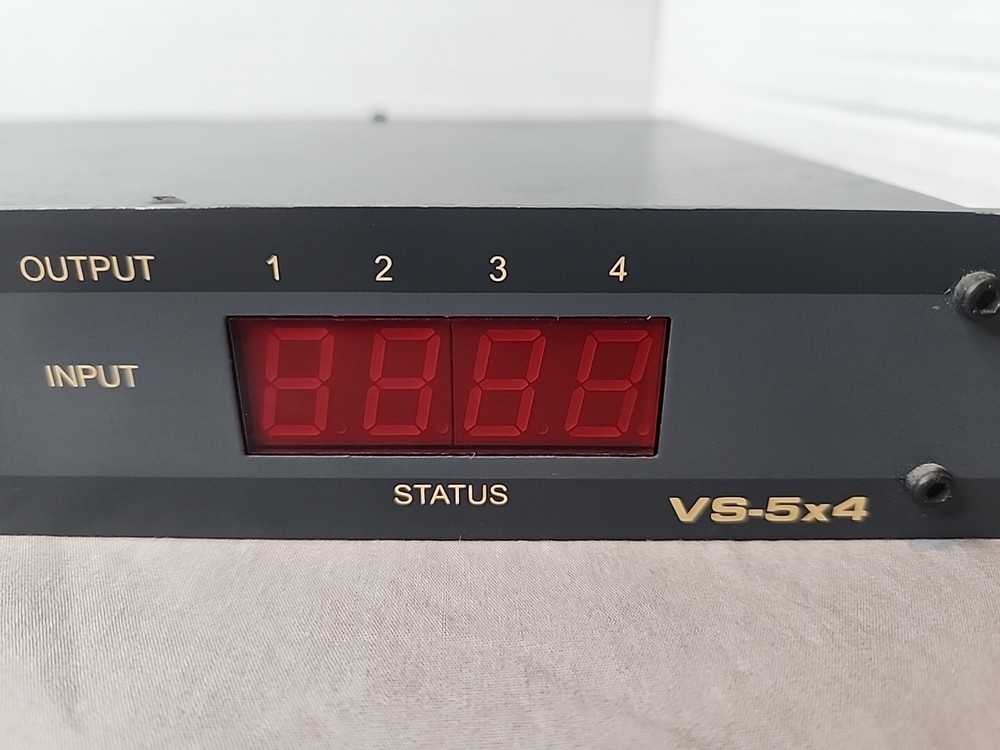 OUTPUT 1 2 3 4
INPUT
STATUS
VS-5x4